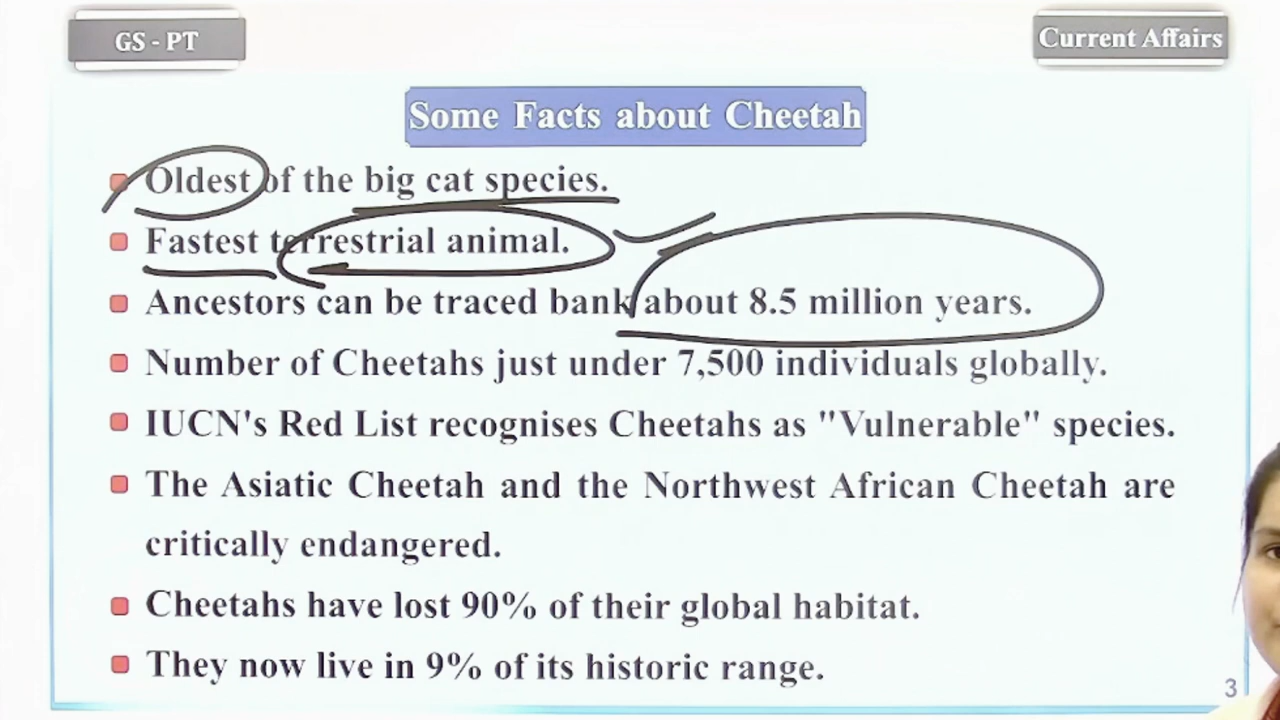 GS - PT
Current Affairs
Some Facts about Cheetah
Oldest of the big cat species.
Fastest terrestrial animal.
Ancestors can be traced bank about 8.5 million years.
Number of Cheetahs just under 7,500 individuals globally.
IUCN's Red List recognises Cheetahs as "Vulnerable" species.
The Asiatic Cheetah and the Northwest African Cheetah are
critically endangered.
Cheetahs have lost 90% of their global habitat.
They now live in 9% of its historic range.
3